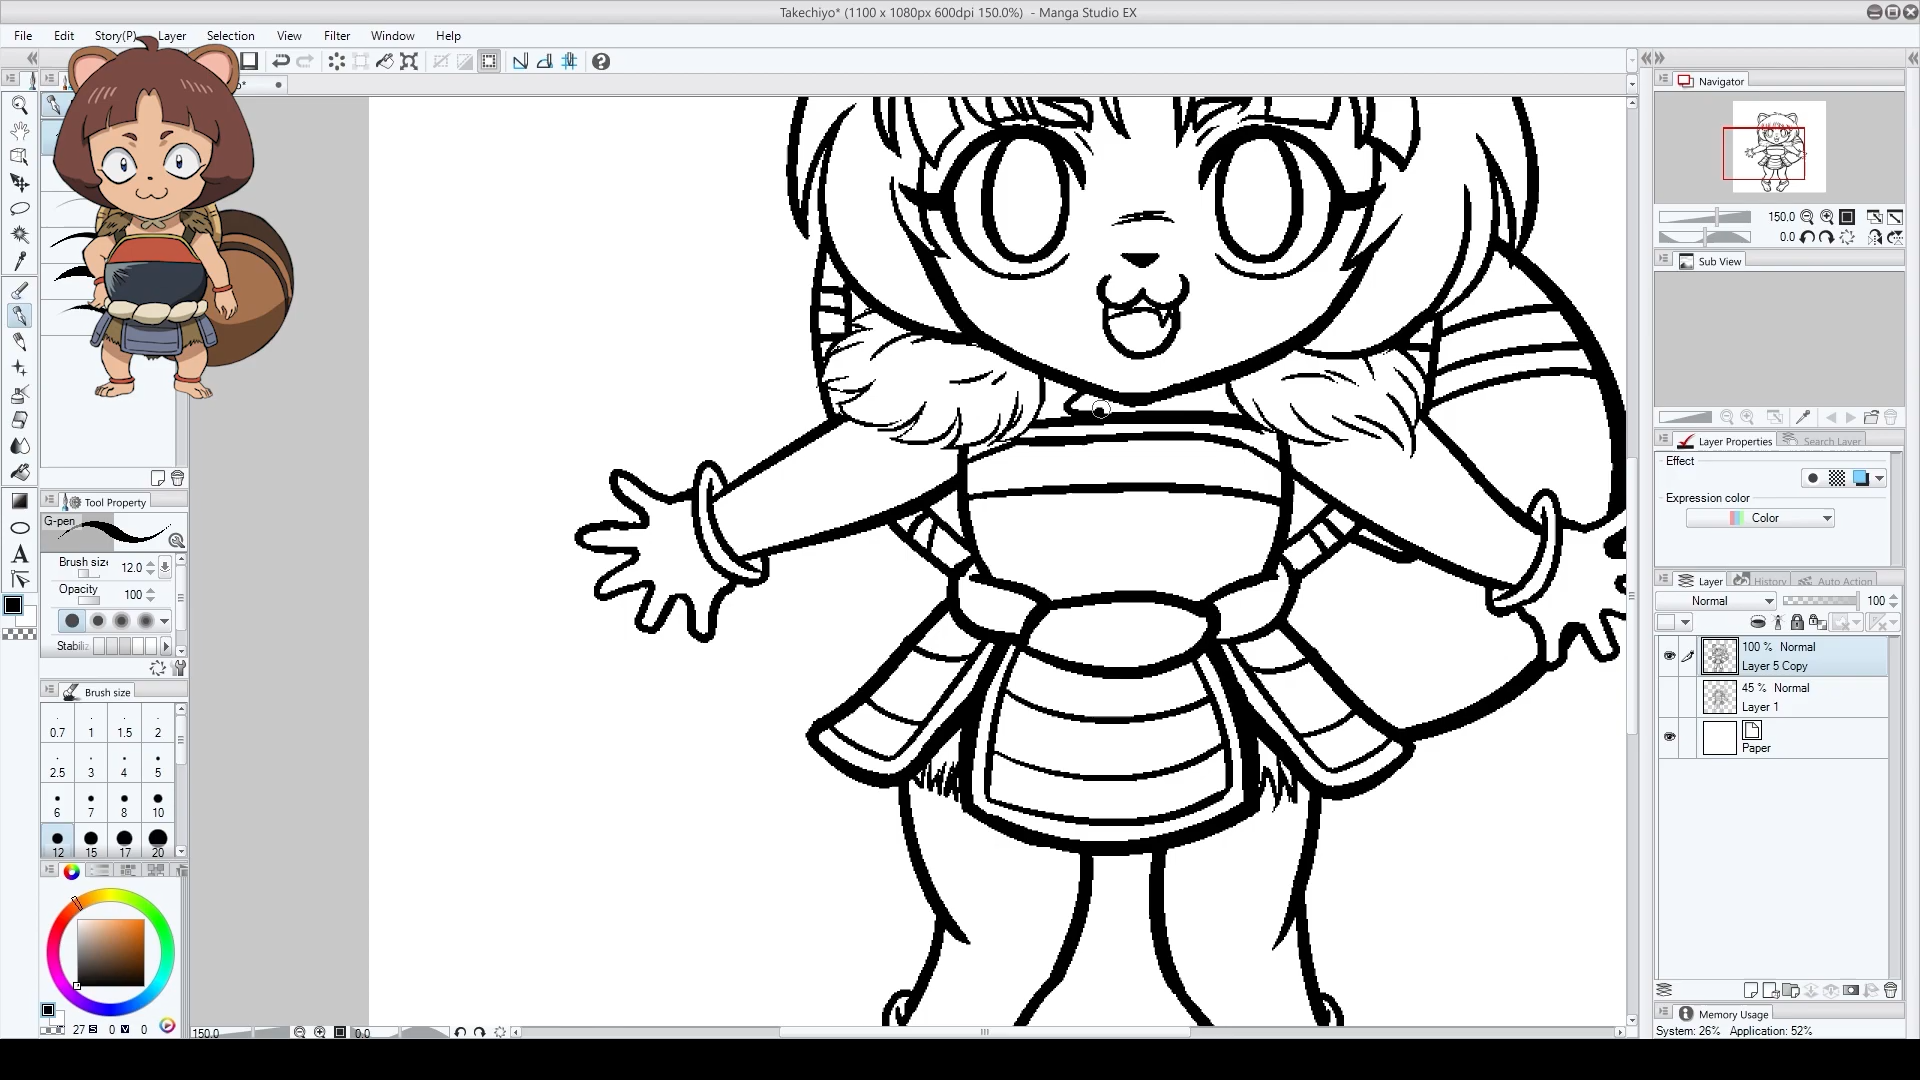 Takechiyo* (1100 x 1080px 600dpi 150.0%)  - Manga Studio EX
File Edit Story(P) Layer Selection View Filter Window Help
Navigator
150.0
0.0
Sub View
Layer Properties Search Layer
Effect
Expression color
Color
Layer History Auto Action
Normal 100
100 % Normal
Layer 5 Copy
45 % Normal
Layer 1
Paper
Memory Usage
System: 26% Application: 52%
Tool Property
G-pen
Brush size 12.0
Opacity 100
Stabiliz
Brush size
0.7 1 1.5 2
2.5 3 4 5
6 7 8 10
12 15 17 20
27 S 0 V 0
150.0 0.0